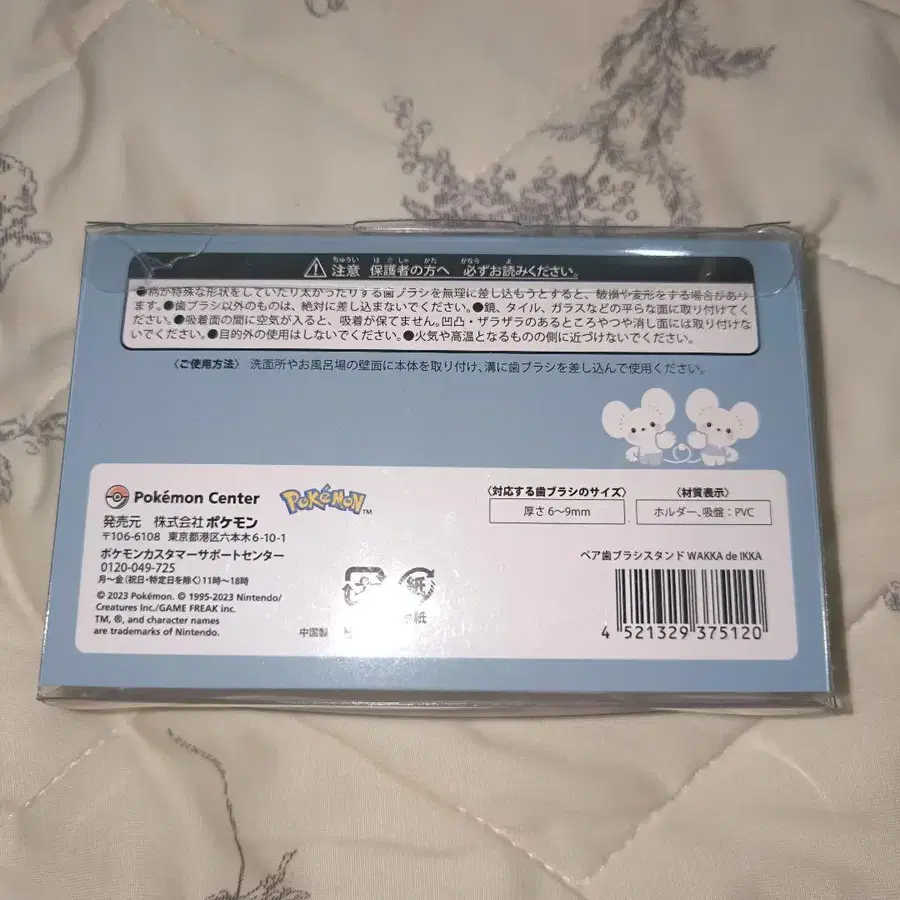 ⚠ 注意 保護者の方へ 必ずお読みください。
●柄が特殊な形状をしていたり太かったりする歯ブラシを無理に差し込もうとすると、破損や変形をする場合があり
ます。●歯ブラシ以外のものは、絶対に差し込まないでください。●鏡、タイル、ガラスなどの平らな面に取り付けてく
ださい。●吸着面の間に空気が入ると、吸着が保てません。凹凸・ザラザラのあるところやつや消し面には取り付けない
でください。●目的外の使用はしないでください。●火気や高温となるものの側に近づけないでください。
〈ご使用方法〉 洗面所やお風呂場の壁面に本体を取り付け、溝に歯ブラシを差し込んで使用ください。
Pokémon Center
POKéMON™
発売元 株式会社ポケモン
〒106-6108 東京都港区六本木6-10-1
ポケモンカスタマーサポートセンター
0120-049-725
月〜金(祝日・特定日を除く)11時〜18時
© 2023 Pokémon. © 1995-2023 Nintendo/
Creatures Inc./GAME FREAK inc.
TM, ®, and character names
are trademarks of Nintendo.
中国製
紙
〈対応する歯ブラシのサイズ〉
厚さ 6〜9mm
〈材質表示〉
ホルダー、吸盤：PVC
ペア歯ブラシスタンド WAKKA de IKKA
4 521329 375120